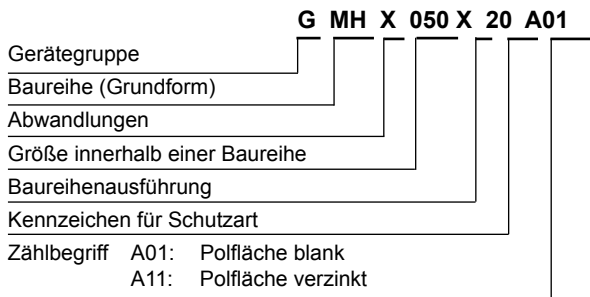 G MH X 050 X 20 A01
Gerätegruppe
Baureihe (Grundform)
Abwandlungen
Größe innerhalb einer Baureihe
Baureihenausführung
Kennzeichen für Schutzart
Zählbegriff A01: Polfläche blank
A11: Polfläche verzinkt